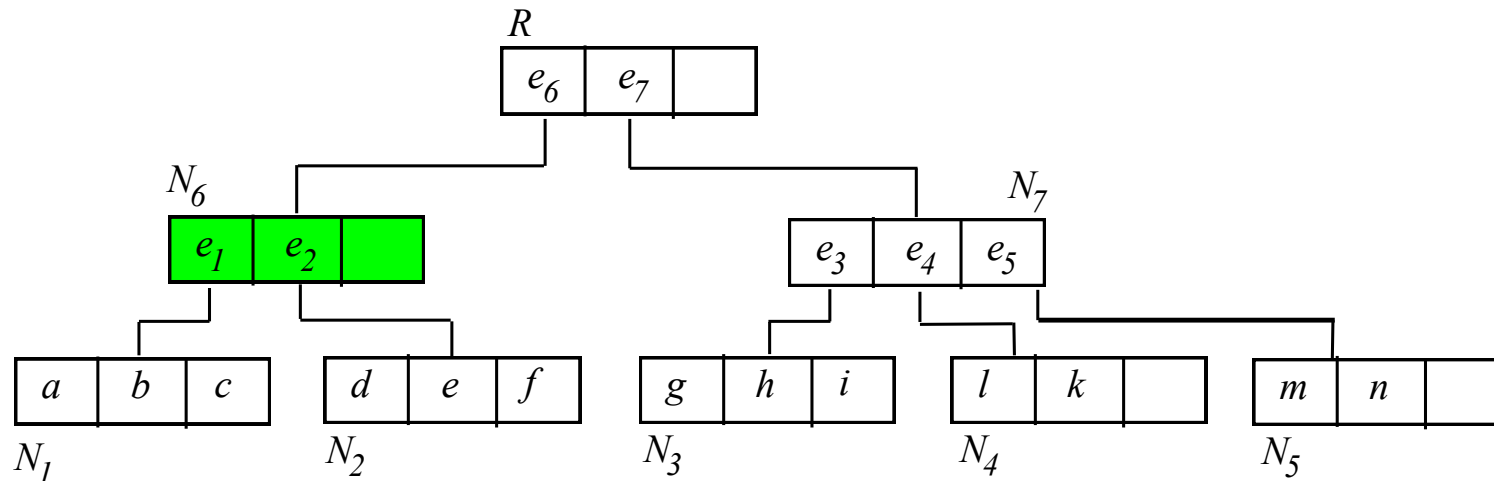 R
e₆ e₇
N₆ N₇
e₁ e₂ e₃ e₄ e₅
a b c d e f g h i l k m n
N₁ N₂ N₃ N₄ N₅